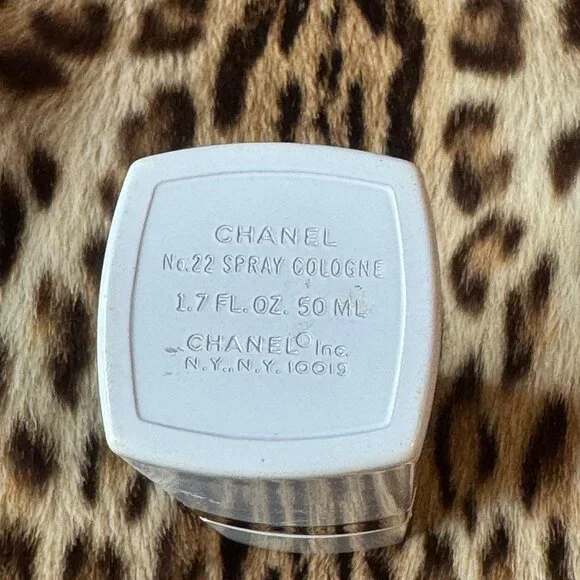 CHANEL
No.22 SPRAY COLOGNE
1.7 FL. OZ. 50 ML
CHANEL Inc.
N.Y., N.Y. 10019